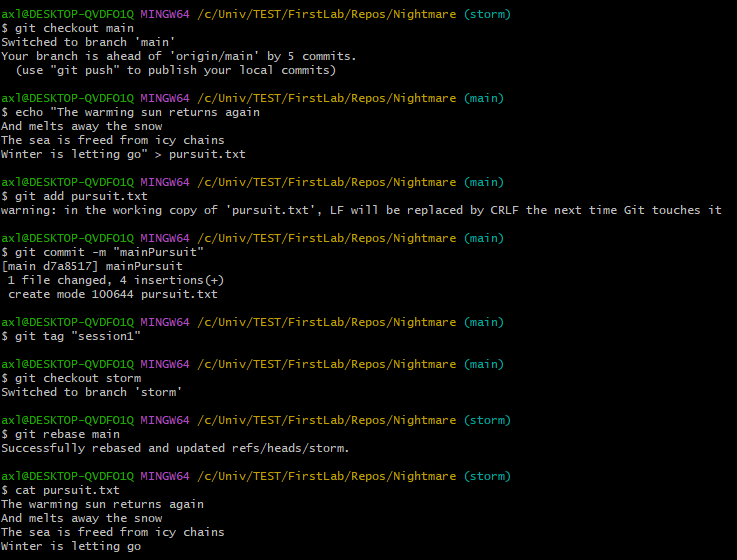 axl@DESKTOP-QVDFO1Q MINGW64 /c/Univ/TEST/FirstLab/Repos/Nightmare (storm)
$ git checkout main
Switched to branch 'main'
Your branch is ahead of 'origin/main' by 5 commits.
  (use "git push" to publish your local commits)

axl@DESKTOP-QVDFO1Q MINGW64 /c/Univ/TEST/FirstLab/Repos/Nightmare (main)
$ echo "The warming sun returns again
And melts away the snow
The sea is freed from icy chains
Winter is letting go" > pursuit.txt

axl@DESKTOP-QVDFO1Q MINGW64 /c/Univ/TEST/FirstLab/Repos/Nightmare (main)
$ git add pursuit.txt
warning: in the working copy of 'pursuit.txt', LF will be replaced by CRLF the next time Git touches it

axl@DESKTOP-QVDFO1Q MINGW64 /c/Univ/TEST/FirstLab/Repos/Nightmare (main)
$ git commit -m "mainPursuit"
[main d7a8517] mainPursuit
 1 file changed, 4 insertions(+)
 create mode 100644 pursuit.txt

axl@DESKTOP-QVDFO1Q MINGW64 /c/Univ/TEST/FirstLab/Repos/Nightmare (main)
$ git tag "session1"

axl@DESKTOP-QVDFO1Q MINGW64 /c/Univ/TEST/FirstLab/Repos/Nightmare (main)
$ git checkout storm
Switched to branch 'storm'

axl@DESKTOP-QVDFO1Q MINGW64 /c/Univ/TEST/FirstLab/Repos/Nightmare (storm)
$ git rebase main
Successfully rebased and updated refs/heads/storm.

axl@DESKTOP-QVDFO1Q MINGW64 /c/Univ/TEST/FirstLab/Repos/Nightmare (storm)
$ cat pursuit.txt
The warming sun returns again
And melts away the snow
The sea is freed from icy chains
Winter is letting go